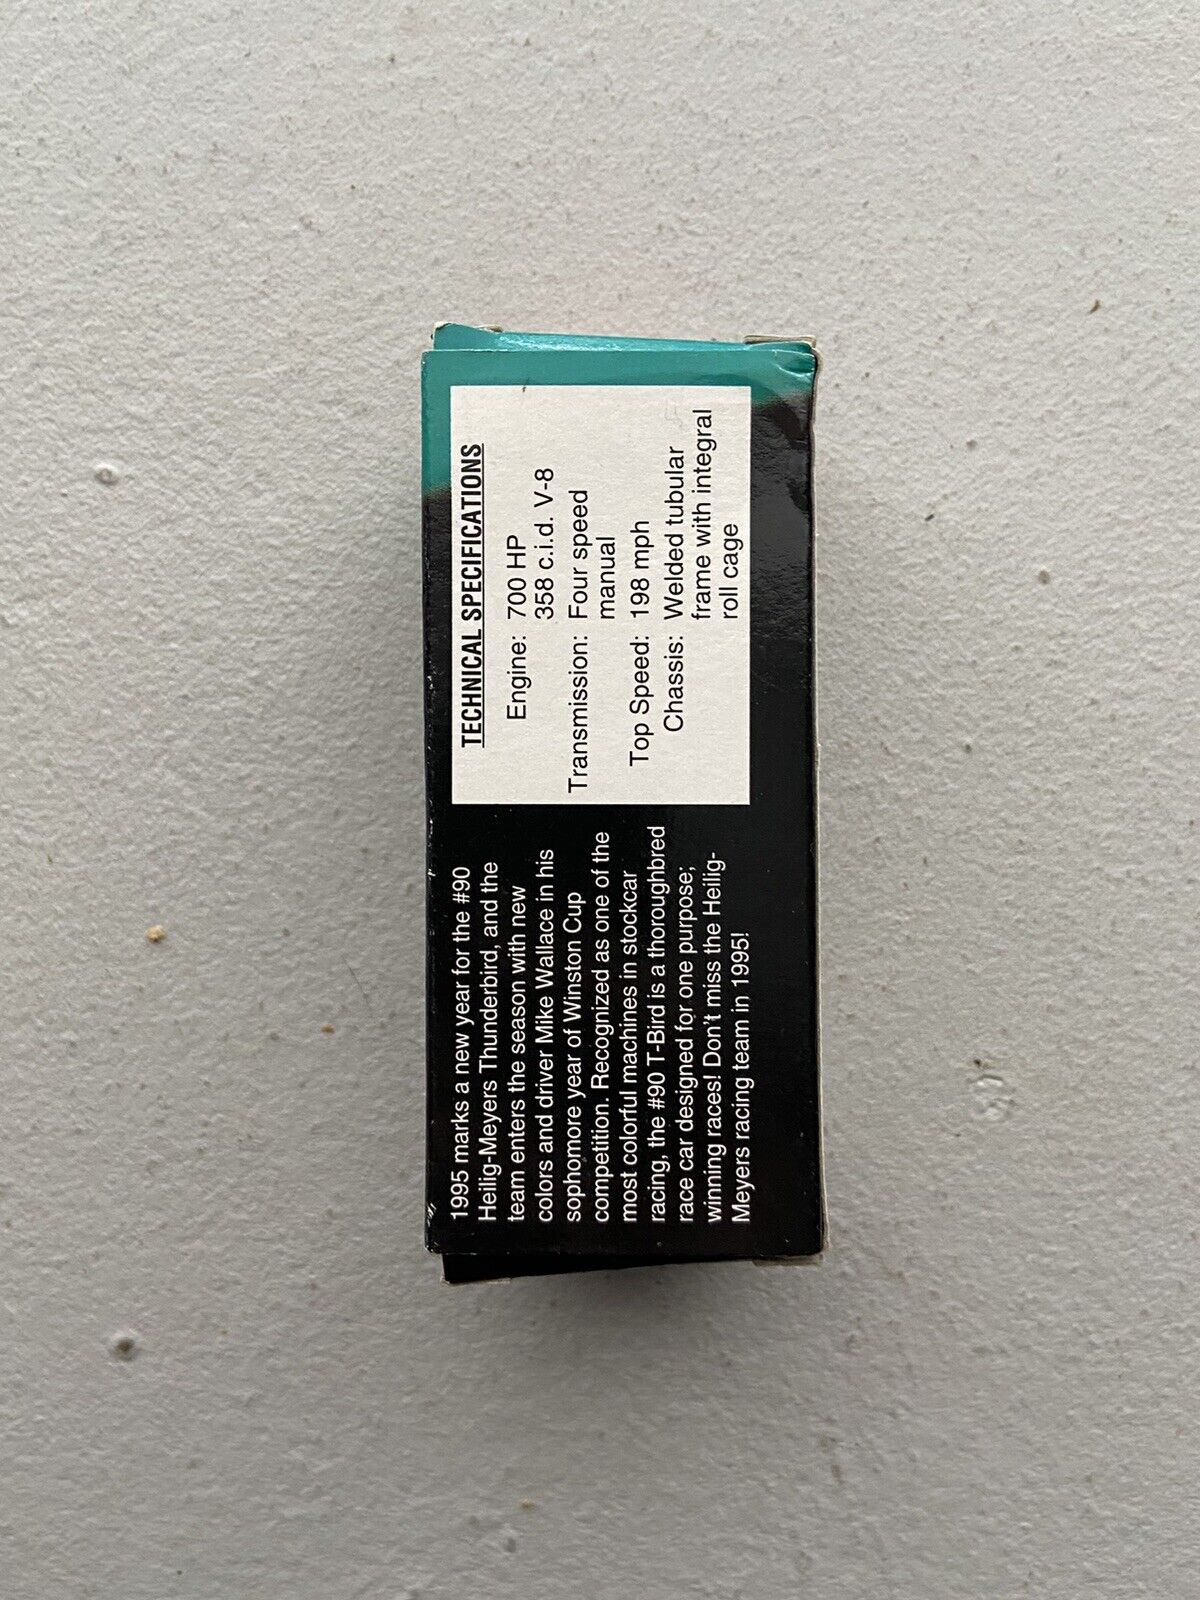 1995 marks a new year for the #90
Heilig-Meyers Thunderbird, and the
team enters the season with new
colors and driver Mike Wallace in his
sophomore year of Winston Cup
competition. Recognized as one of the
most colorful machines in stockcar
racing, the #90 T-Bird is a thoroughbred
race car designed for one purpose;
winning races! Don't miss the Heilig-
Meyers racing team in 1995!
TECHNICAL SPECIFICATIONS
Engine: 700 HP
358 c.i.d. V-8
Transmission: Four speed
manual
Top Speed: 198 mph
Chassis: Welded tubular
frame with integral
roll cage